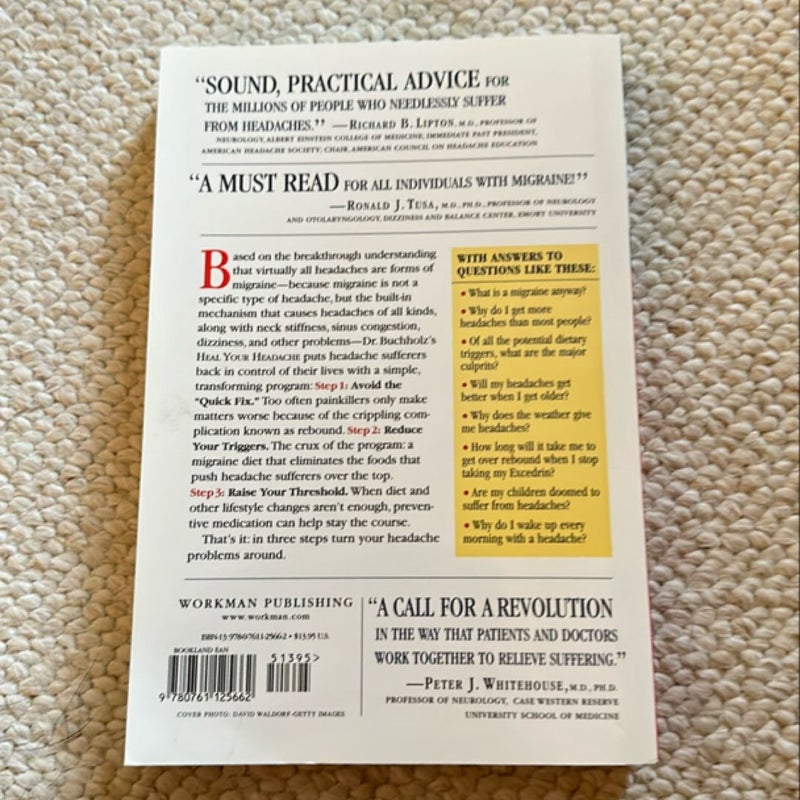 “SOUND, PRACTICAL ADVICE FOR
THE MILLIONS OF PEOPLE WHO NEEDLESSLY SUFFER
FROM HEADACHES.” —RICHARD B. LIPTON, M.D., PROFESSOR OF
NEUROLOGY, ALBERT EINSTEIN COLLEGE OF MEDICINE; IMMEDIATE PAST PRESIDENT,
AMERICAN HEADACHE SOCIETY; CHAIR, AMERICAN COUNCIL ON HEADACHE EDUCATION
“A MUST READ FOR ALL INDIVIDUALS WITH MIGRAINE!”
—RONALD J. TUSA, M.D., PH.D., PROFESSOR OF NEUROLOGY
AND OTOLARYNGOLOGY, DIZZINESS AND BALANCE CENTER, EMORY UNIVERSITY
Based on the breakthrough understanding
that virtually all headaches are forms of
migraine—because migraine is not a
specific type of headache, but the built-in
mechanism that causes headaches of all kinds,
along with neck stiffness, sinus congestion,
dizziness, and other problems—Dr. Buchholz’s
HEAL YOUR HEADACHE puts headache sufferers
back in control of their lives with a simple,
transforming program: Step 1: Avoid the
“Quick Fix.” Too often painkillers only make
matters worse because of the crippling com-
plication known as rebound. Step 2: Reduce
Your Triggers. The crux of the program: a
migraine diet that eliminates the foods that
push headache sufferers over the top.
Step 3: Raise Your Threshold. When diet and
other lifestyle changes aren’t enough, preven-
tive medication can help stay the course.
That’s it: in three steps turn your headache
problems around.
WITH ANSWERS TO
QUESTIONS LIKE THESE:
• What is a migraine anyway?
• Why do I get more
headaches than most people?
• Of all the potential dietary
triggers, what are the major
culprits?
• Will my headaches get
better when I get older?
• Why does the weather give
me headaches?
• How long will it take me to
get over rebound when I stop
taking my Excedrin?
• Are my children doomed to
suffer from headaches?
• Why do I wake up every
morning with a headache?
WORKMAN PUBLISHING
www.workman.com
ISBN-13: 978-0-7611-2566-2 • $13.95 U.S.
BOOKLAND EAN
51395>
9 780761 125662
COVER PHOTO: DAVID WALDORF-GETTY IMAGES
“A CALL FOR A REVOLUTION
IN THE WAY THAT PATIENTS AND DOCTORS
WORK TOGETHER TO RELIEVE SUFFERING.”
—PETER J. WHITEHOUSE, M.D., PH.D.
PROFESSOR OF NEUROLOGY, CASE WESTERN RESERVE
UNIVERSITY SCHOOL OF MEDICINE